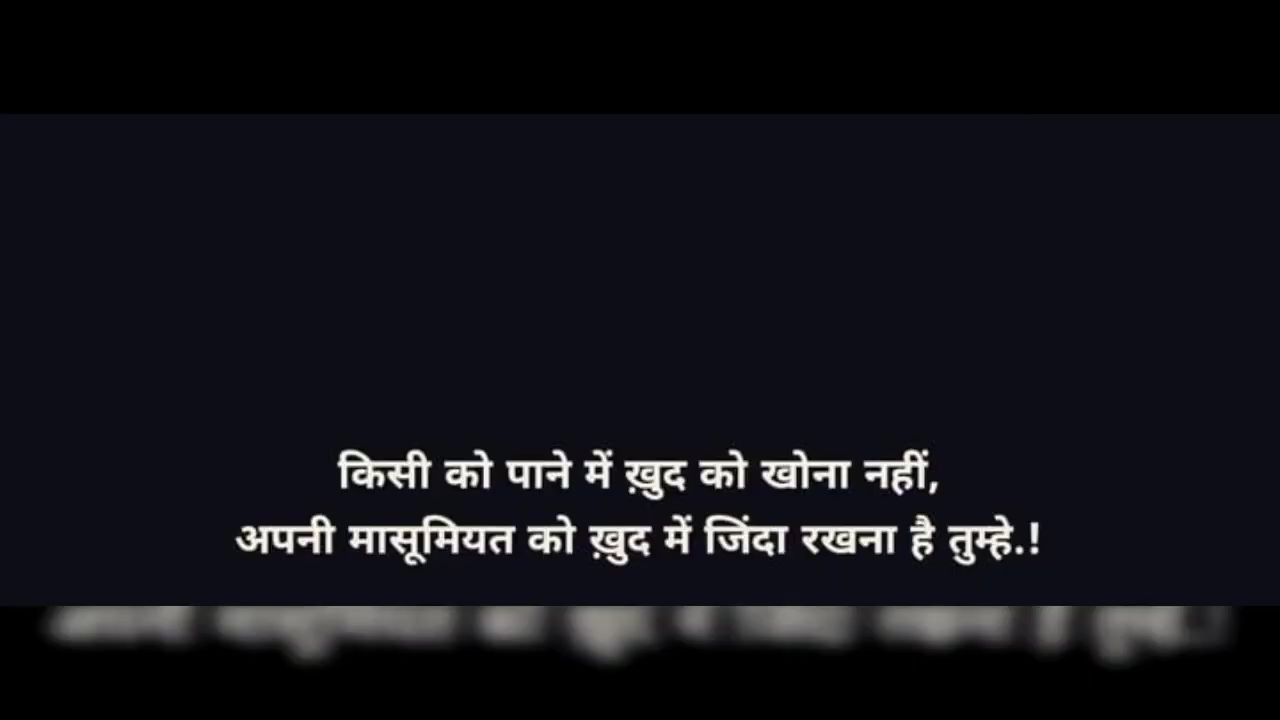 किसी को पाने में ख़ुद को खोना नहीं,
अपनी मासूमियत को ख़ुद में जिंदा रखना है तुम्हे.!